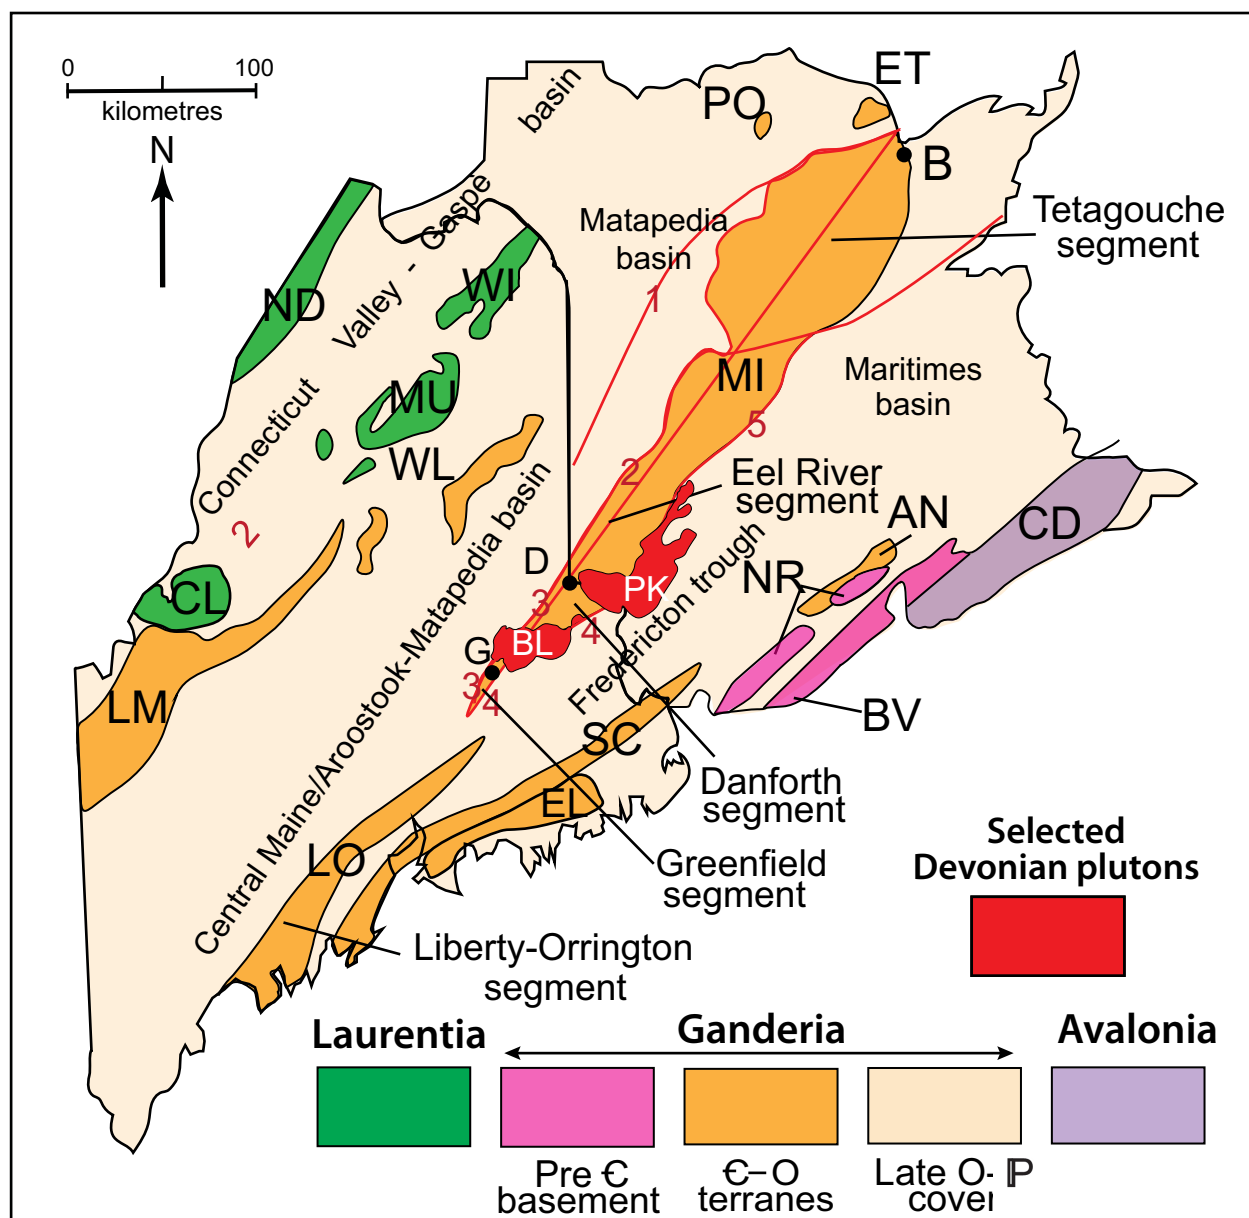 0 100
kilometres
N
basin
PO
ET
B
Tetagouche
segment
Matapedia
basin
Connecticut Valley - Gaspè
ND
WI
1
MU
MI
Maritimes
basin
5
WL
2
Eel River
segment
AN
CD
2
D
CL
PK
NR
3
4
BL
G
3
4
Fredericton trough
LM
Central Maine/Aroostook-Matapedia basin
SC
BV
EL
Danforth
segment
LO
Greenfield
segment
Selected
Devonian plutons
Liberty-Orrington
segment
Laurentia
Ganderia
Avalonia
Pre Ꞓ
basement
Ꞓ–O
terranes
Late O- ℙ
cover